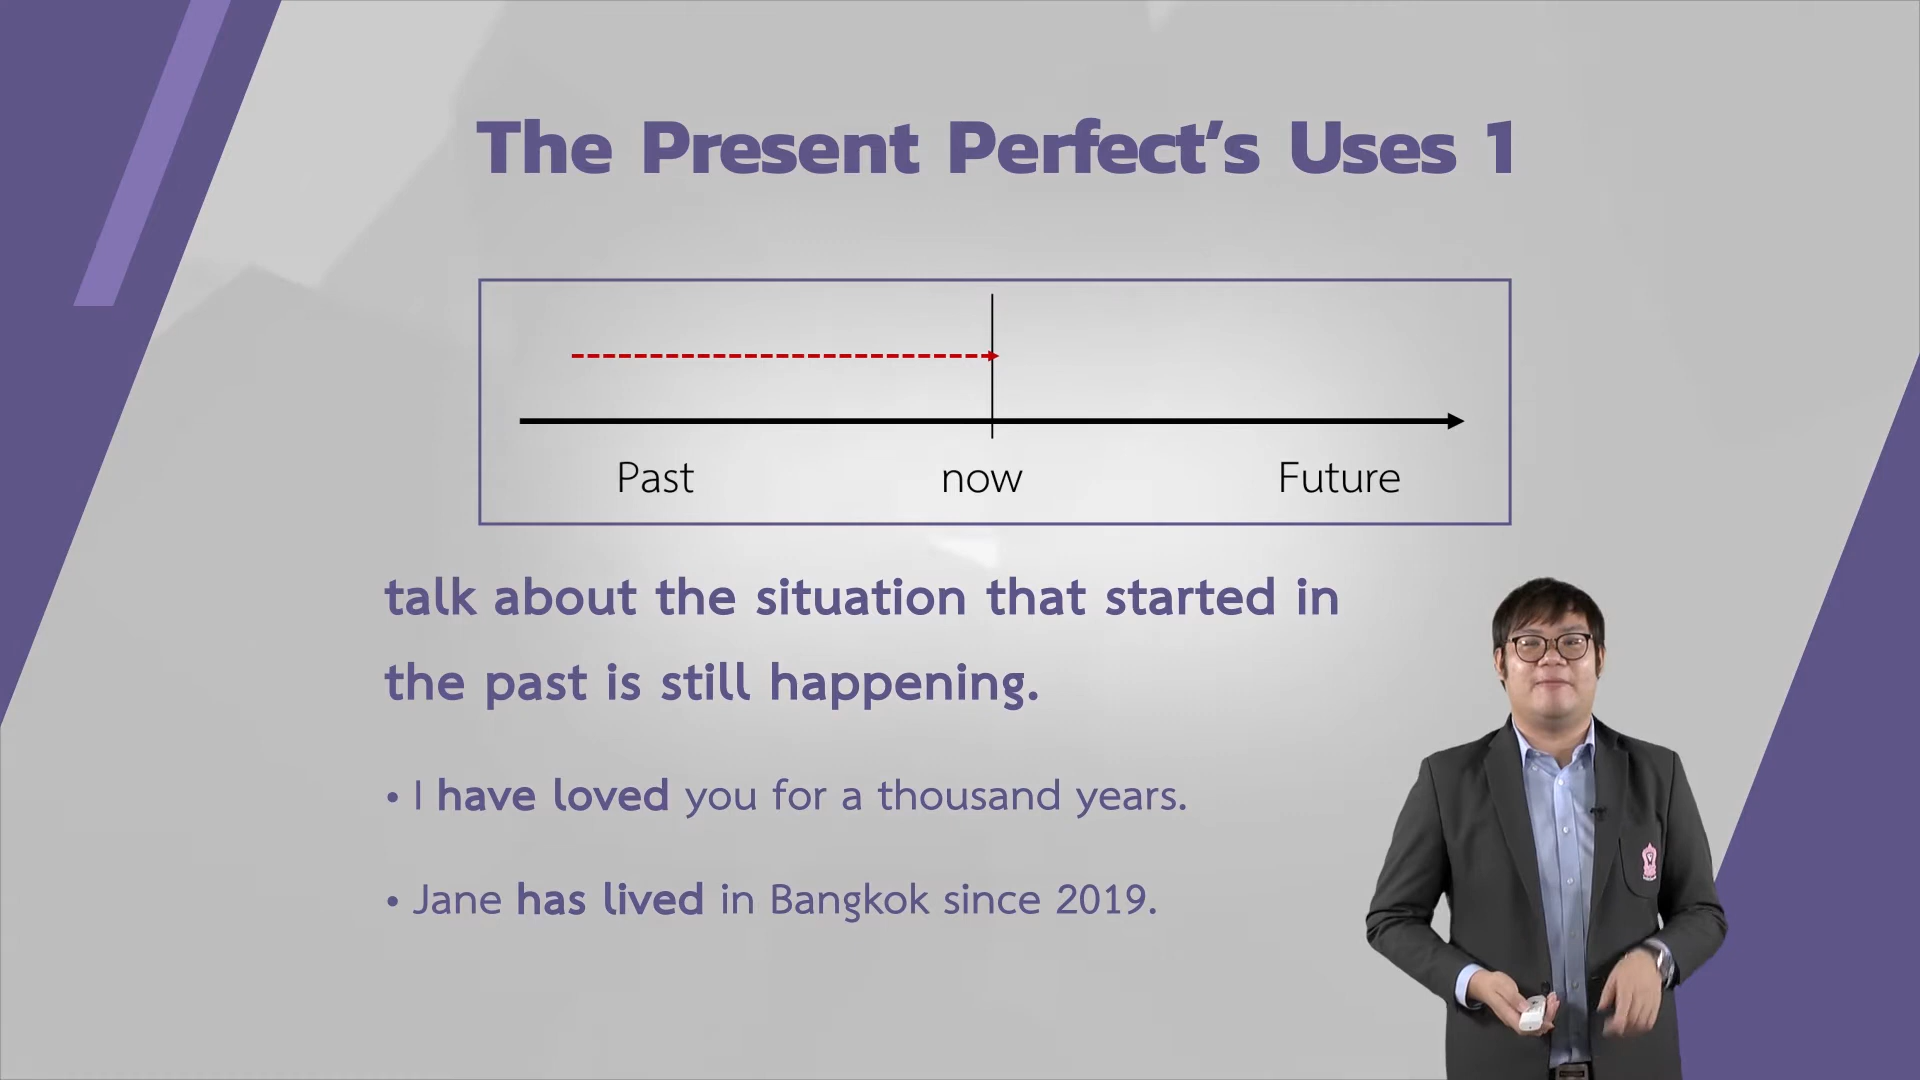 The Present Perfect's Uses 1
Past now Future
talk about the situation that started in
the past is still happening.
• I have loved you for a thousand years.
• Jane has lived in Bangkok since 2019.